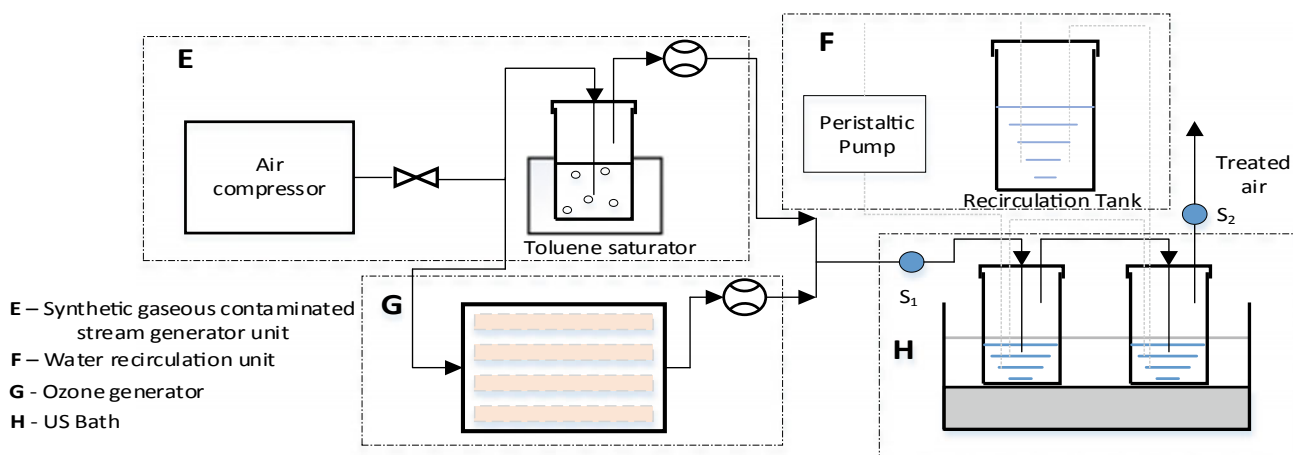 E
Air
compressor
Toluene saturator
F
Peristaltic
Pump
Recirculation Tank
Treated
air
S₂
S₁
G
H
E – Synthetic gaseous contaminated
stream generator unit
F – Water recirculation unit
G - Ozone generator
H - US Bath